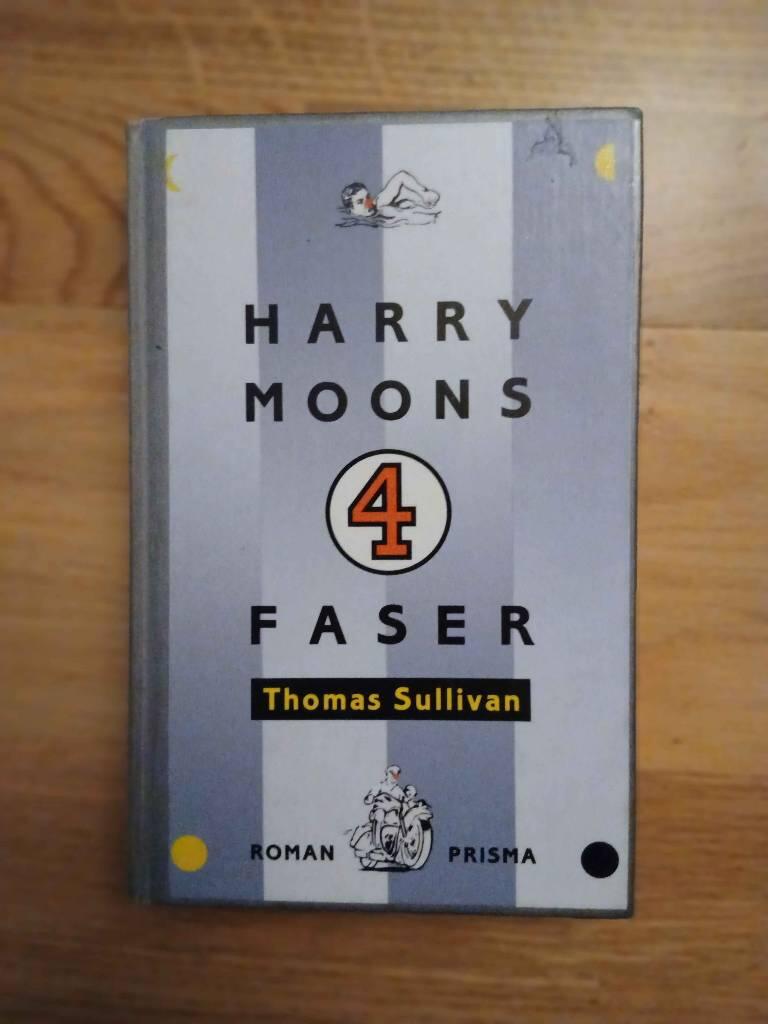 HARRY
MOONS
4
FASER
Thomas Sullivan
ROMAN PRISMA